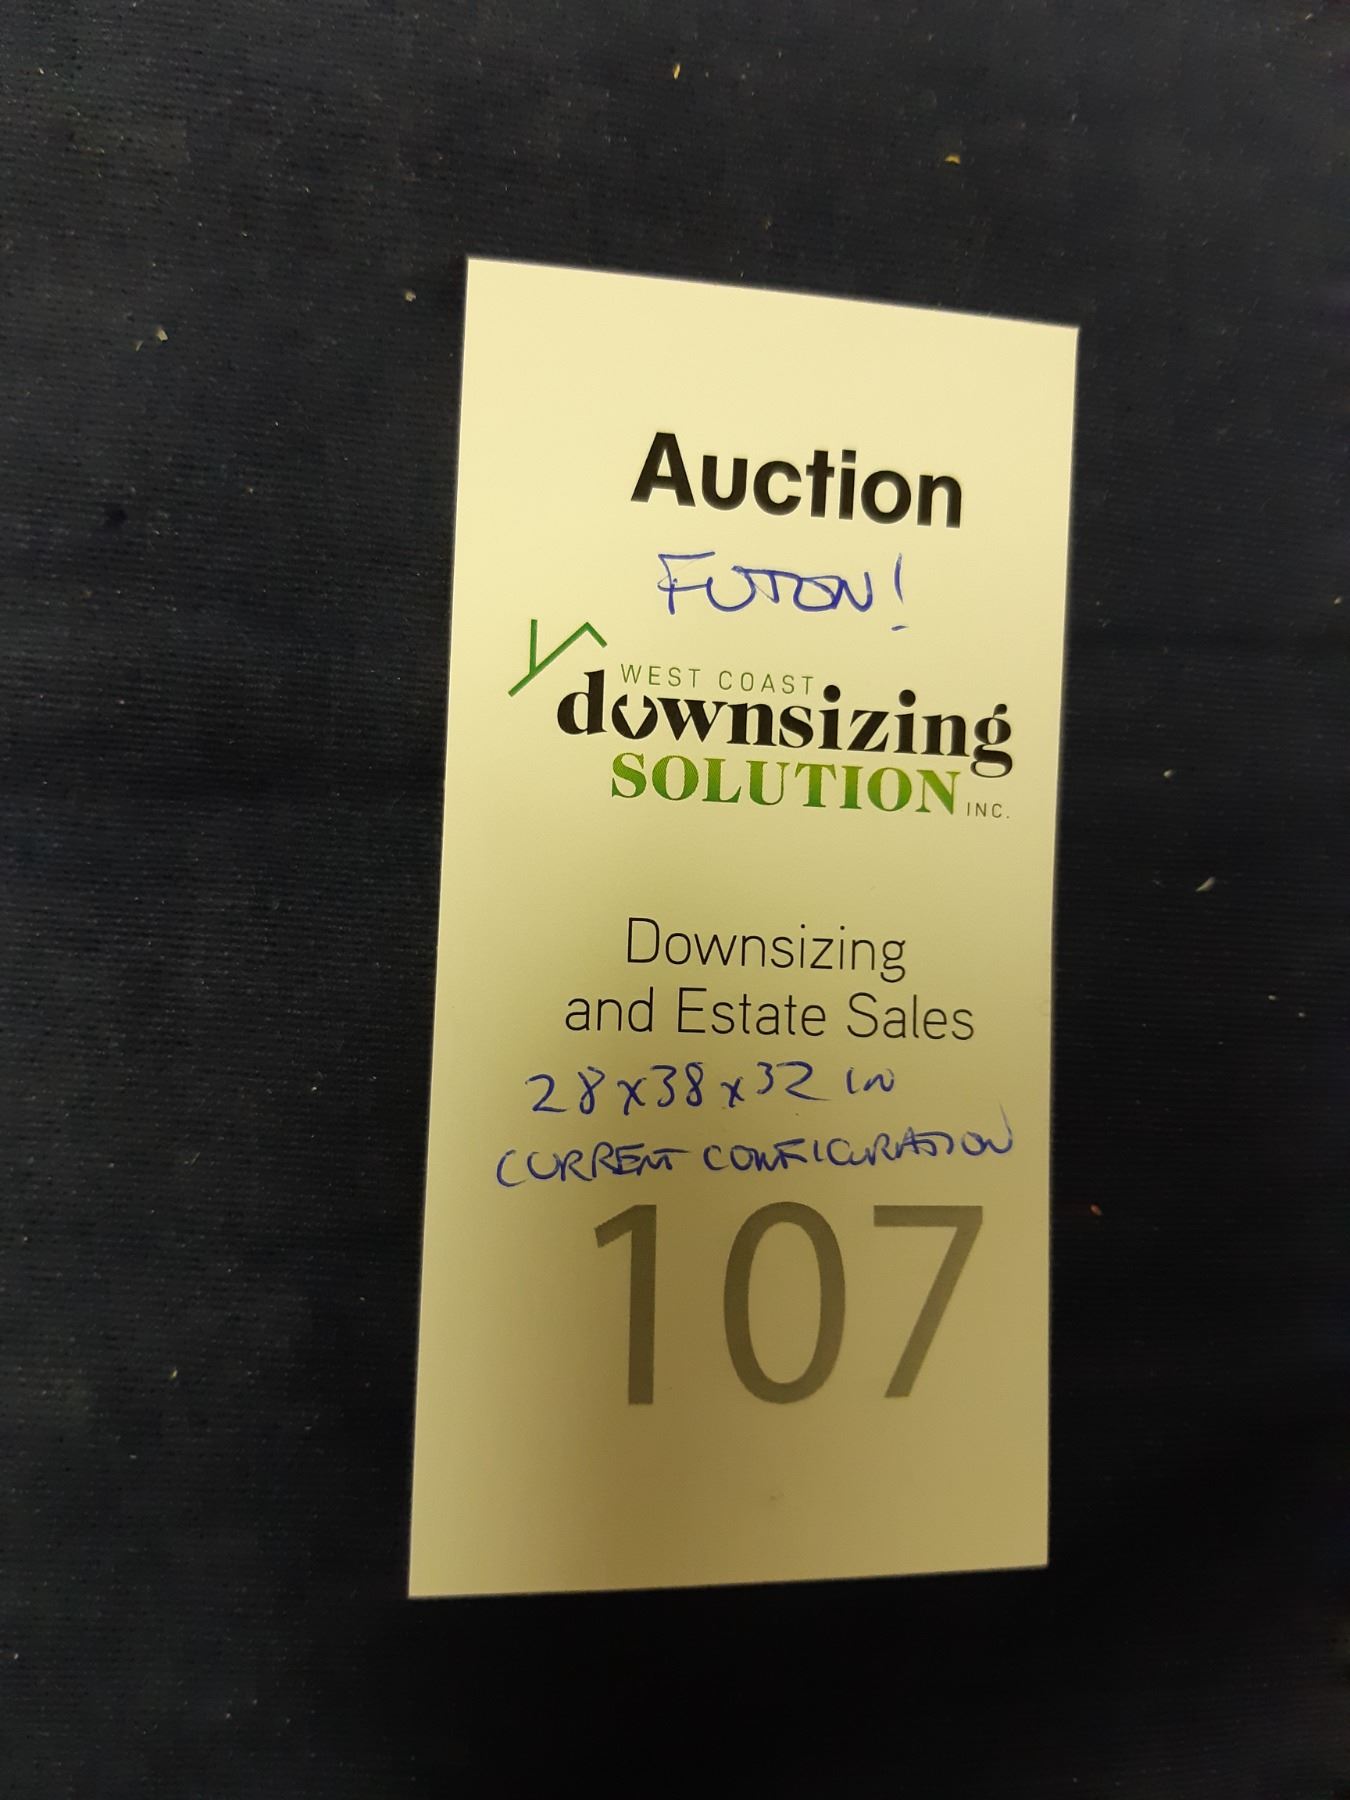 Auction
FUTON!
WEST COAST
downsizing
SOLUTION INC.
Downsizing
and Estate Sales
28x38x32 IN
CURRENT CONFIGURATION
107